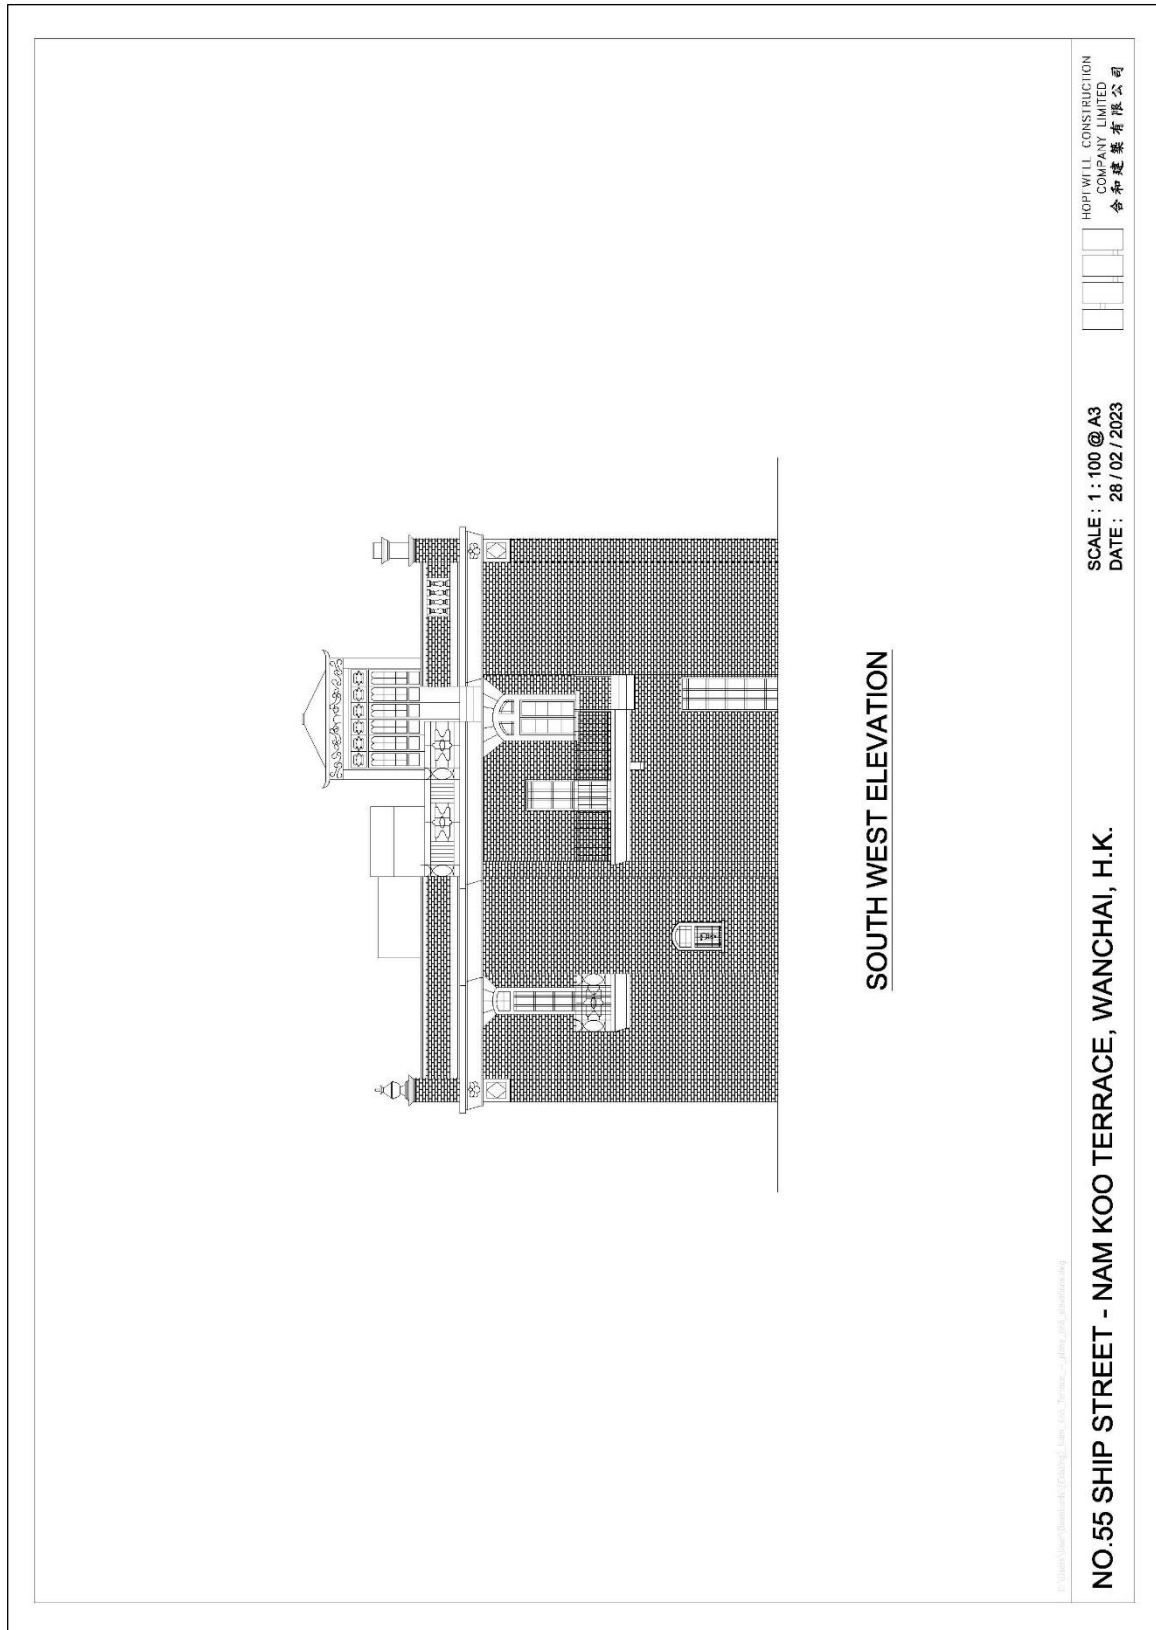 SOUTH WEST ELEVATION
NO.55 SHIP STREET - NAM KOO TERRACE, WANCHAI, H.K.
SCALE : 1 : 100 @ A3
DATE : 28 / 02 / 2023
HOPEWELL CONSTRUCTION
COMPANY LIMITED
合和建築有限公司